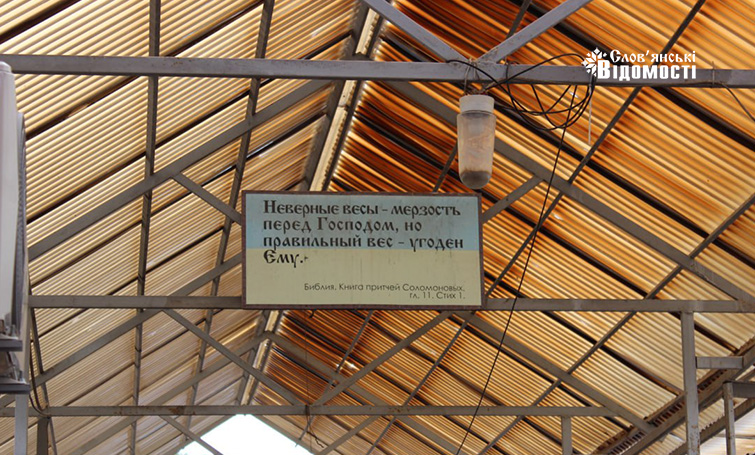 Слов'янські
Відомості
Неверные весы - мерзость
перед Господом, но
правильный вес - угоден
Ему.
Библия. Книга притчей Соломоновых,
гл. 11. Стих 1.